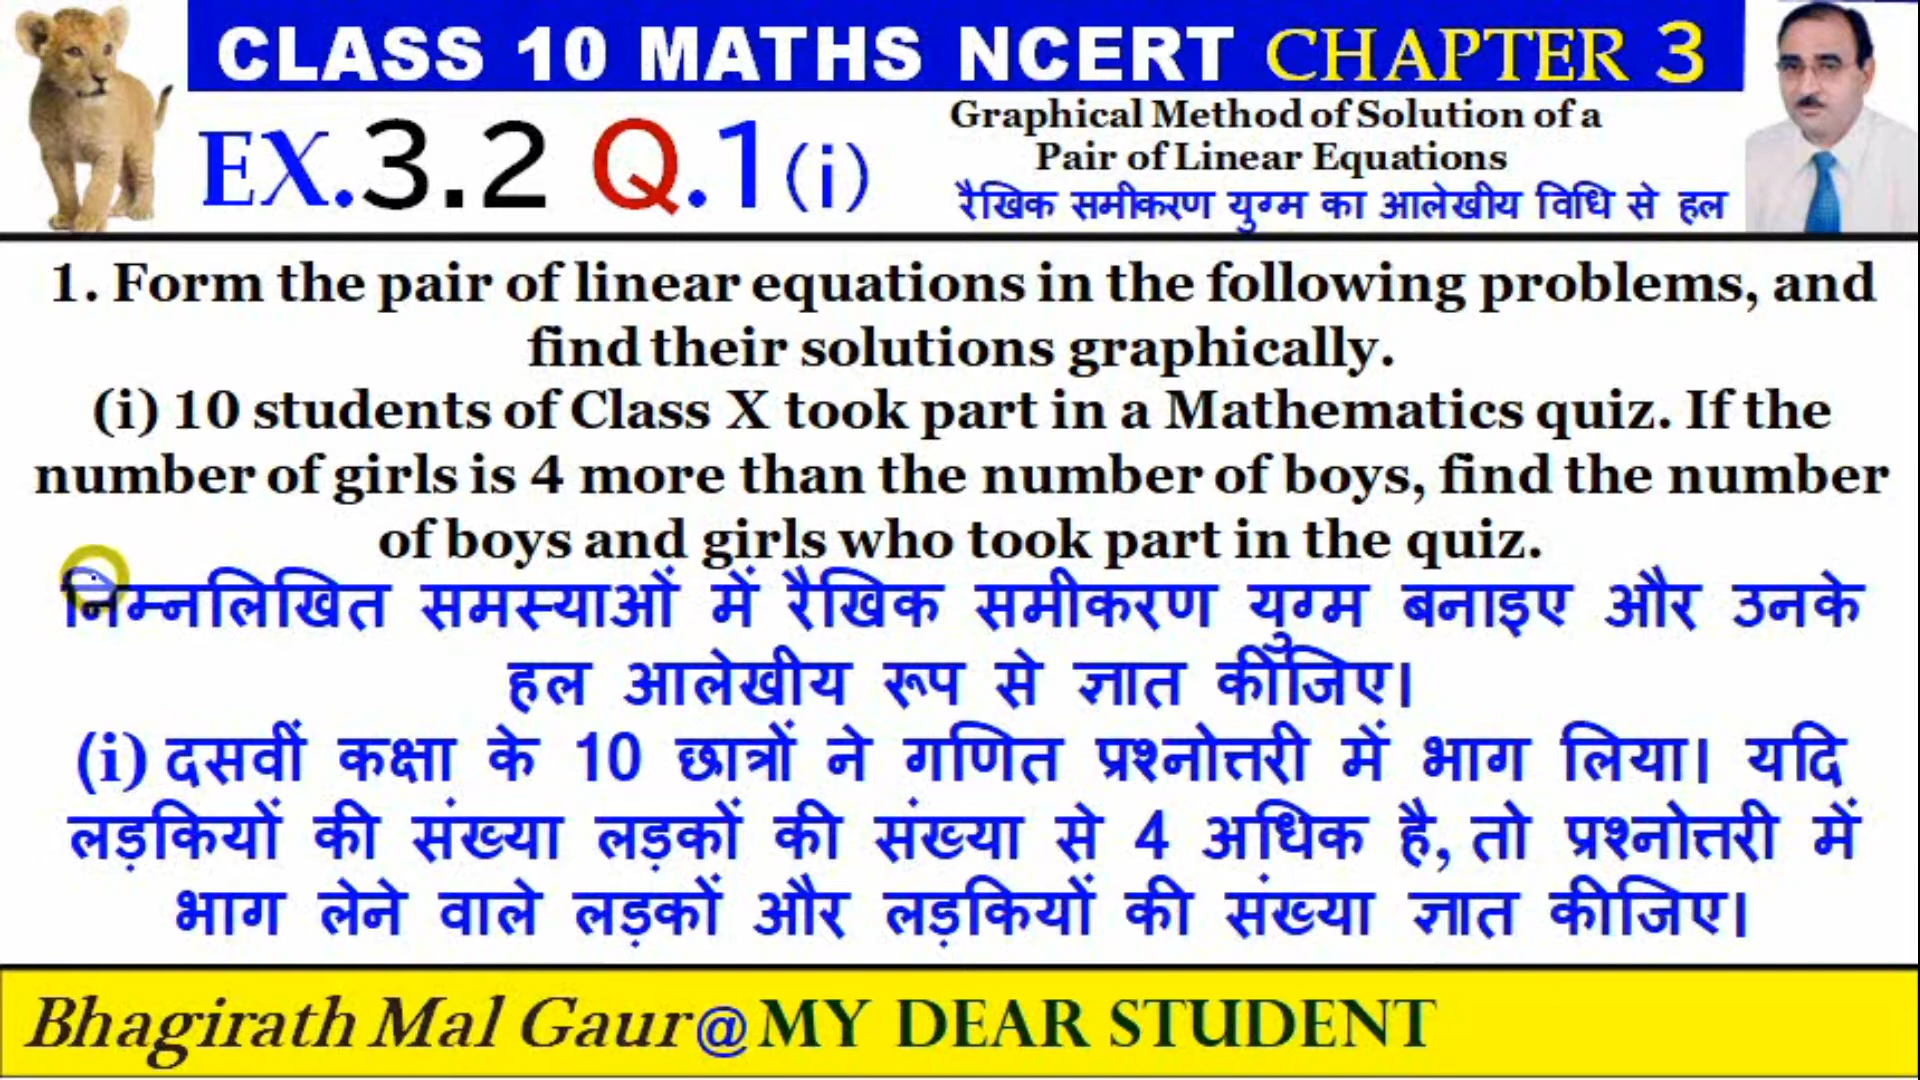 CLASS 10 MATHS NCERT CHAPTER 3
EX.3.2 Q.1(i)
Graphical Method of Solution of a
Pair of Linear Equations
रैखिक समीकरण युग्म का आलेखीय विधि से हल
1. Form the pair of linear equations in the following problems, and
find their solutions graphically.
(i) 10 students of Class X took part in a Mathematics quiz. If the
number of girls is 4 more than the number of boys, find the number
of boys and girls who took part in the quiz.
निम्नलिखित समस्याओं में रैखिक समीकरण युग्म बनाइए और उनके
हल आलेखीय रूप से ज्ञात कीजिए।
(i) दसवीं कक्षा के 10 छात्रों ने गणित प्रश्नोत्तरी में भाग लिया। यदि
लड़कियों की संख्या लड़कों की संख्या से 4 अधिक है, तो प्रश्नोत्तरी में
भाग लेने वाले लड़कों और लड़कियों की संख्या ज्ञात कीजिए।
Bhagirath Mal Gaur@MY DEAR STUDENT